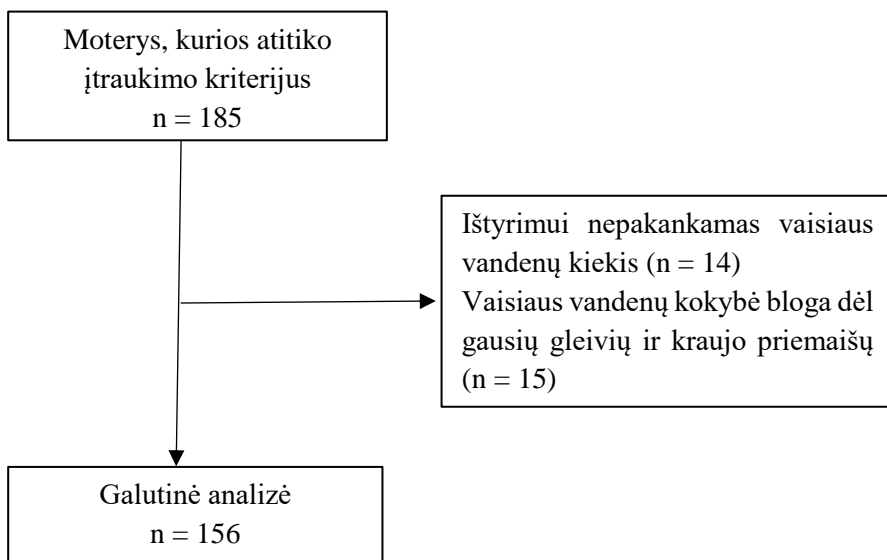 Moterys, kurios atitiko
įtraukimo kriterijus
n = 185
Ištyrimui nepakankamas vaisiaus
vandenų kiekis (n = 14)
Vaisiaus vandenų kokybė bloga dėl
gausių gleivių ir kraujo priemaišų
(n = 15)
Galutinė analizė
n = 156